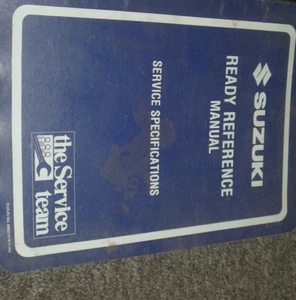 SUZUKI
READY REFERENCE
MANUAL
SERVICE SPECIFICATIONS
the Service
team